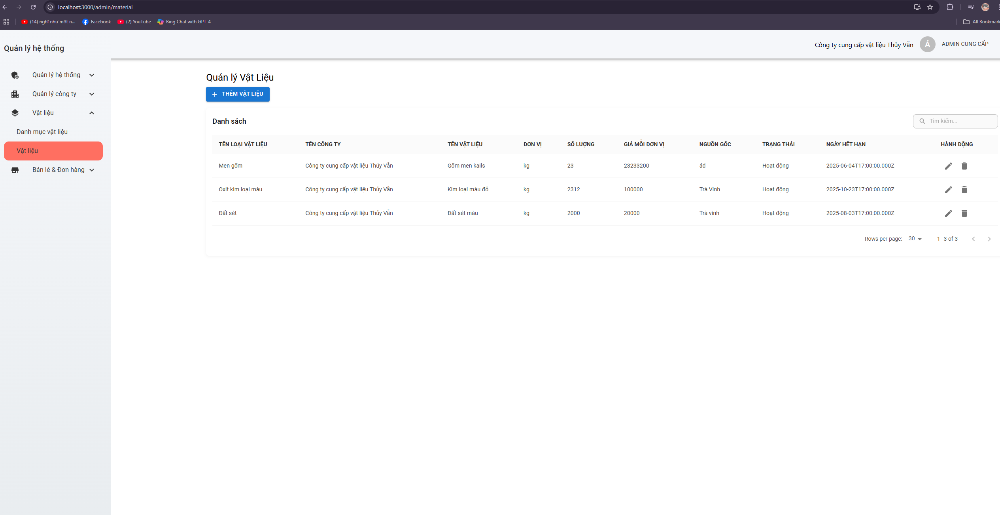 localhost:3000/admin/material
(14) nghĩ như một n... Facebook (2) YouTube Bing Chat with GPT-4 All Bookmark
Quản lý hệ thống
Quản lý hệ thống
Quản lý công ty
Vật liệu
Danh mục vật liệu
Vật liệu
Bán lẻ & Đơn hàng
Công ty cung cấp vật liệu Thủy Vẫn Á ADMIN CUNG CẤP
Quản lý Vật Liệu
+ THÊM VẬT LIỆU
Danh sách
Tìm kiếm...
TÊN LOẠI VẬT LIỆU TÊN CÔNG TY TÊN VẬT LIỆU ĐƠN VỊ SỐ LƯỢNG GIÁ MỖI ĐƠN VỊ NGUỒN GỐC TRẠNG THÁI NGÀY HẾT HẠN HÀNH ĐỘNG
Men gốm Công ty cung cấp vật liệu Thủy Vẫn Gốm men kails kg 23 23233200 ád Hoạt động 2025-06-04T17:00:00.000Z
Oxit kim loại màu Công ty cung cấp vật liệu Thủy Vẫn Kim loại màu đỏ kg 2312 100000 Trà Vinh Hoạt động 2025-10-23T17:00:00.000Z
Đất sét Công ty cung cấp vật liệu Thủy Vẫn Đất sét màu kg 2000 20000 Trà vinh Hoạt động 2025-08-03T17:00:00.000Z
Rows per page: 30 1–3 of 3